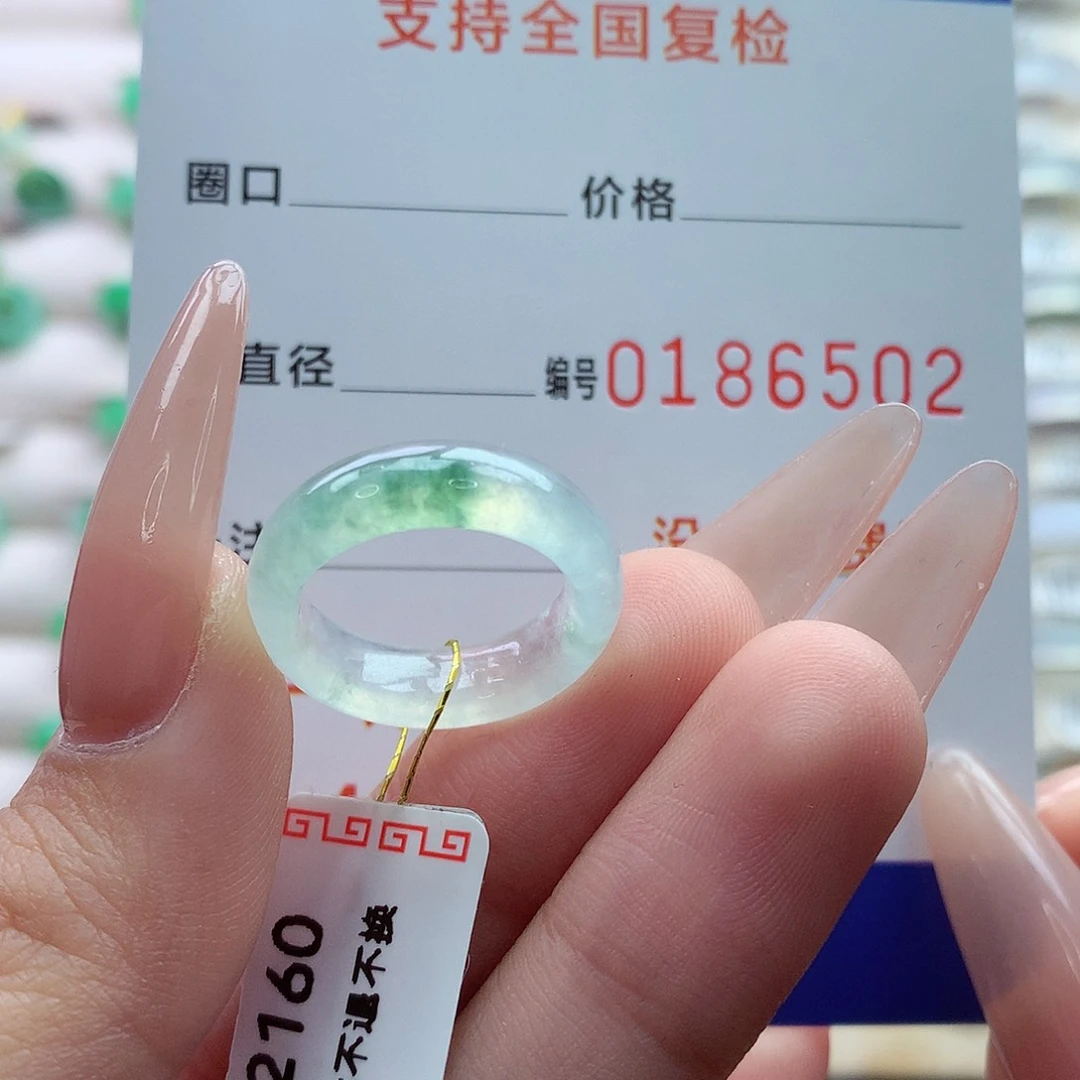 支持全国复检
圈口 价格
直径 编号0186502
没
2160
不退不换